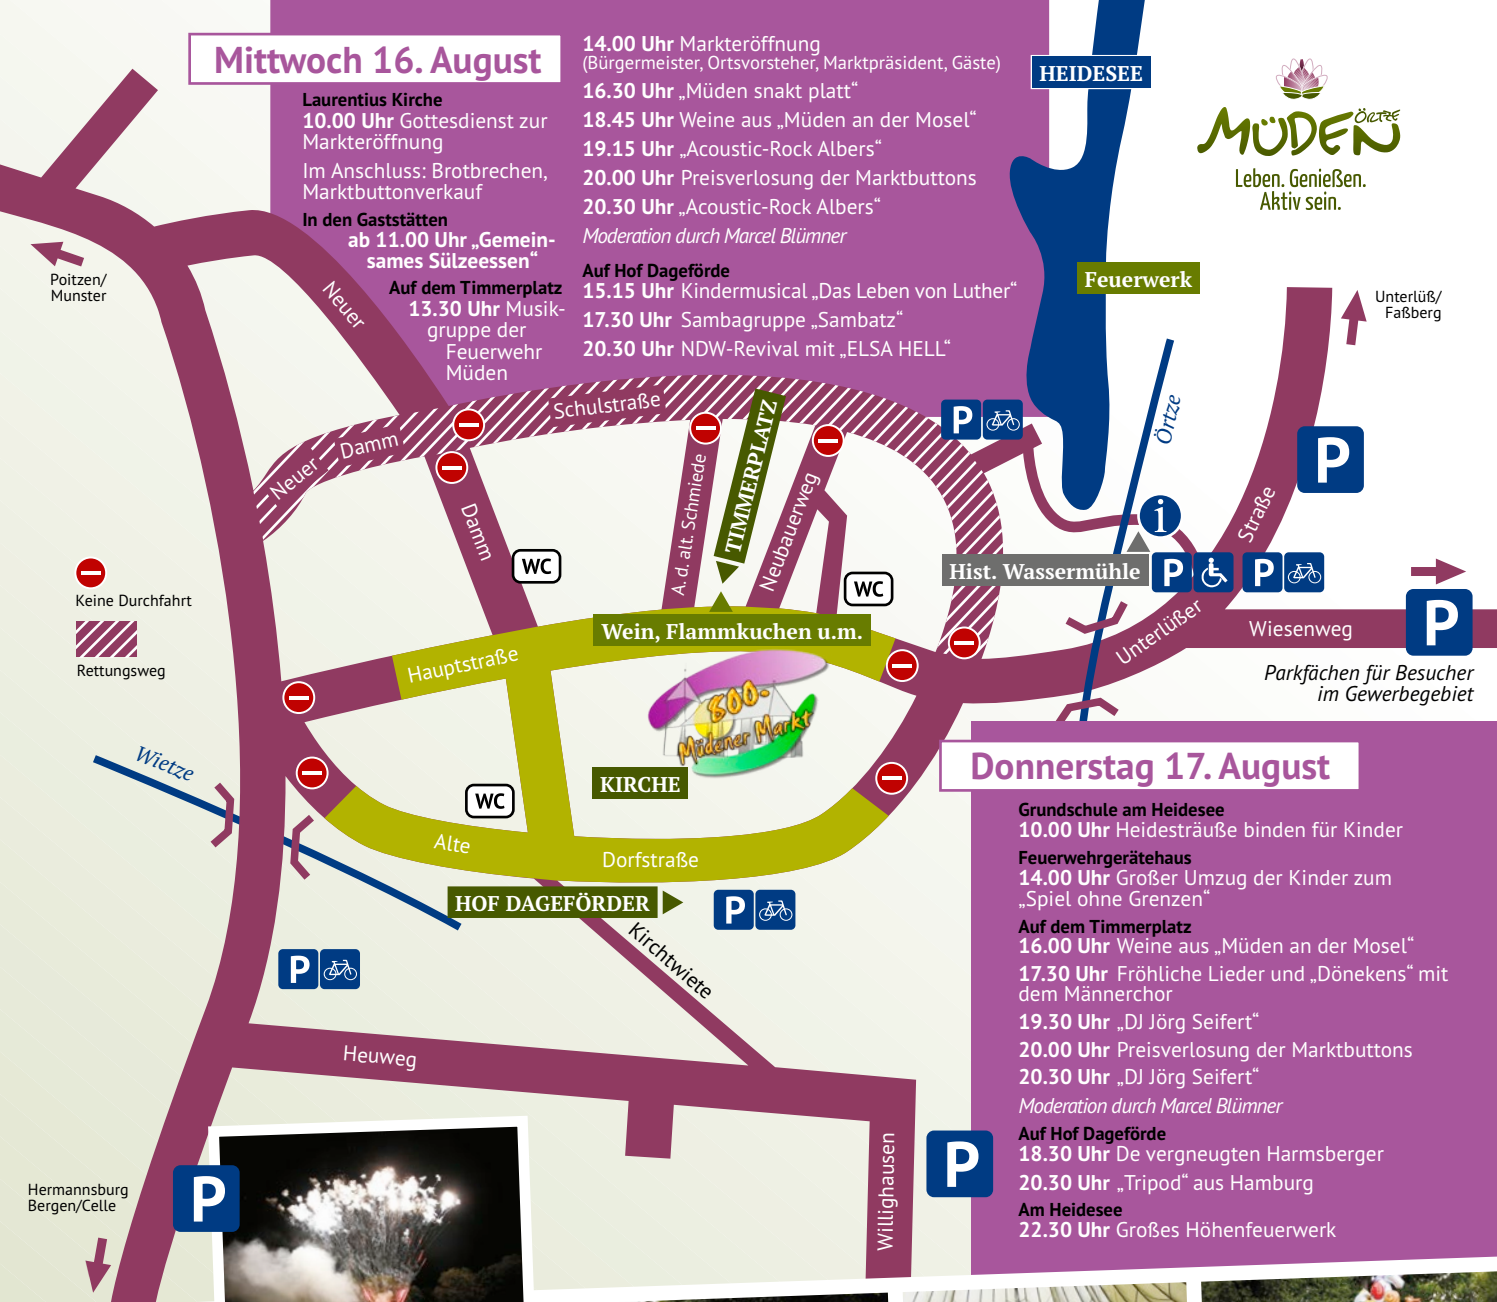 Mittwoch 16. August
Laurentius Kirche
10.00 Uhr Gottesdienst zur
Markteröffnung
Im Anschluss: Brotbrechen,
Marktbuttonverkauf
In den Gaststätten
ab 11.00 Uhr „Gemein-
sames Sülzeessen“
Auf dem Timmerplatz
13.30 Uhr Musik-
gruppe der
Feuerwehr
Müden
14.00 Uhr Markteröffnung
(Bürgermeister, Ortsvorsteher, Marktpräsident, Gäste)
16.30 Uhr „Müden snakt platt“
18.45 Uhr Weine aus „Müden an der Mosel“
19.15 Uhr „Acoustic-Rock Albers“
20.00 Uhr Preisverlosung der Marktbuttons
20.30 Uhr „Acoustic-Rock Albers“
Moderation durch Marcel Blümner
Auf Hof Dageförde
15.15 Uhr Kindermusical „Das Leben von Luther“
17.30 Uhr Sambagruppe „Sambatz“
20.30 Uhr NDW-Revival mit „ELSA HELL“
HEIDESEE
MÜDEN
ÖRTZE
Leben. Genießen.
Aktiv sein.
Feuerwerk
Unterlüß/
Faßberg
Poitzen/
Munster
Neuer
Schulstraße
Neuer
Damm
Damm
A. d. alt. Schmiede
TIMMERPLATZ
Neubauerweg
P
Örtze
P
i
Straße
WC
WC
Hist. Wassermühle
P
P
Keine Durchfahrt
Rettungsweg
Wein, Flammkuchen u.m.
Unterlüßer
Wiesenweg
P
Parkfächen für Besucher
im Gewerbegebiet
Hauptstraße
800-
Müdener Markt
KIRCHE
Wietze
WC
Alte
Dorfstraße
HOF DAGEFÖRDER
P
Kirchtwiete
P
Heuweg
Willighausen
P
P
Hermannsburg
Bergen/Celle
Donnerstag 17. August
Grundschule am Heidesee
10.00 Uhr Heidesträuße binden für Kinder
Feuerwehrgerätehaus
14.00 Uhr Großer Umzug der Kinder zum
„Spiel ohne Grenzen“
Auf dem Timmerplatz
16.00 Uhr Weine aus „Müden an der Mosel“
17.30 Uhr Fröhliche Lieder und „Dönekens“ mit
dem Männerchor
19.30 Uhr „DJ Jörg Seifert“
20.00 Uhr Preisverlosung der Marktbuttons
20.30 Uhr „DJ Jörg Seifert“
Moderation durch Marcel Blümner
Auf Hof Dageförde
18.30 Uhr De vergneugten Harmsberger
20.30 Uhr „Tripod“ aus Hamburg
Am Heidesee
22.30 Uhr Großes Höhenfeuerwerk